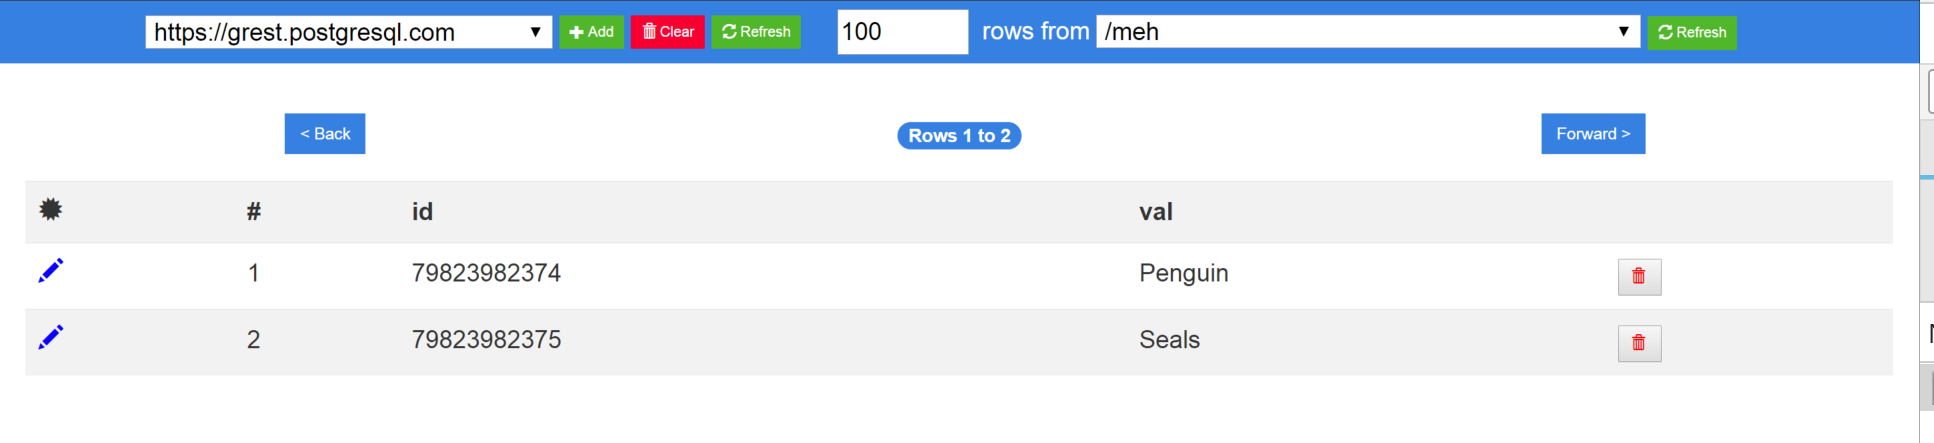 https://grest.postgresql.com Add Clear Refresh 100 rows from /meh Refresh
< Back Rows 1 to 2 Forward >
# id val
1 79823982374 Penguin
2 79823982375 Seals